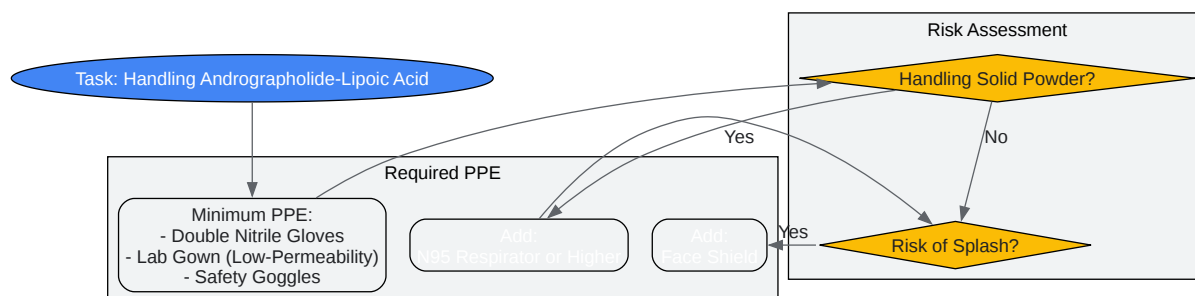 Risk Assessment
Task: Handling Andrographolide-Lipoic Acid
Handling Solid Powder?
Yes
No
Required PPE
Minimum PPE:
- Double Nitrile Gloves
- Lab Gown (Low-Permeability)
- Safety Goggles
Add:
N95 Respirator or Higher
Add:
Face Shield
Yes
Risk of Splash?